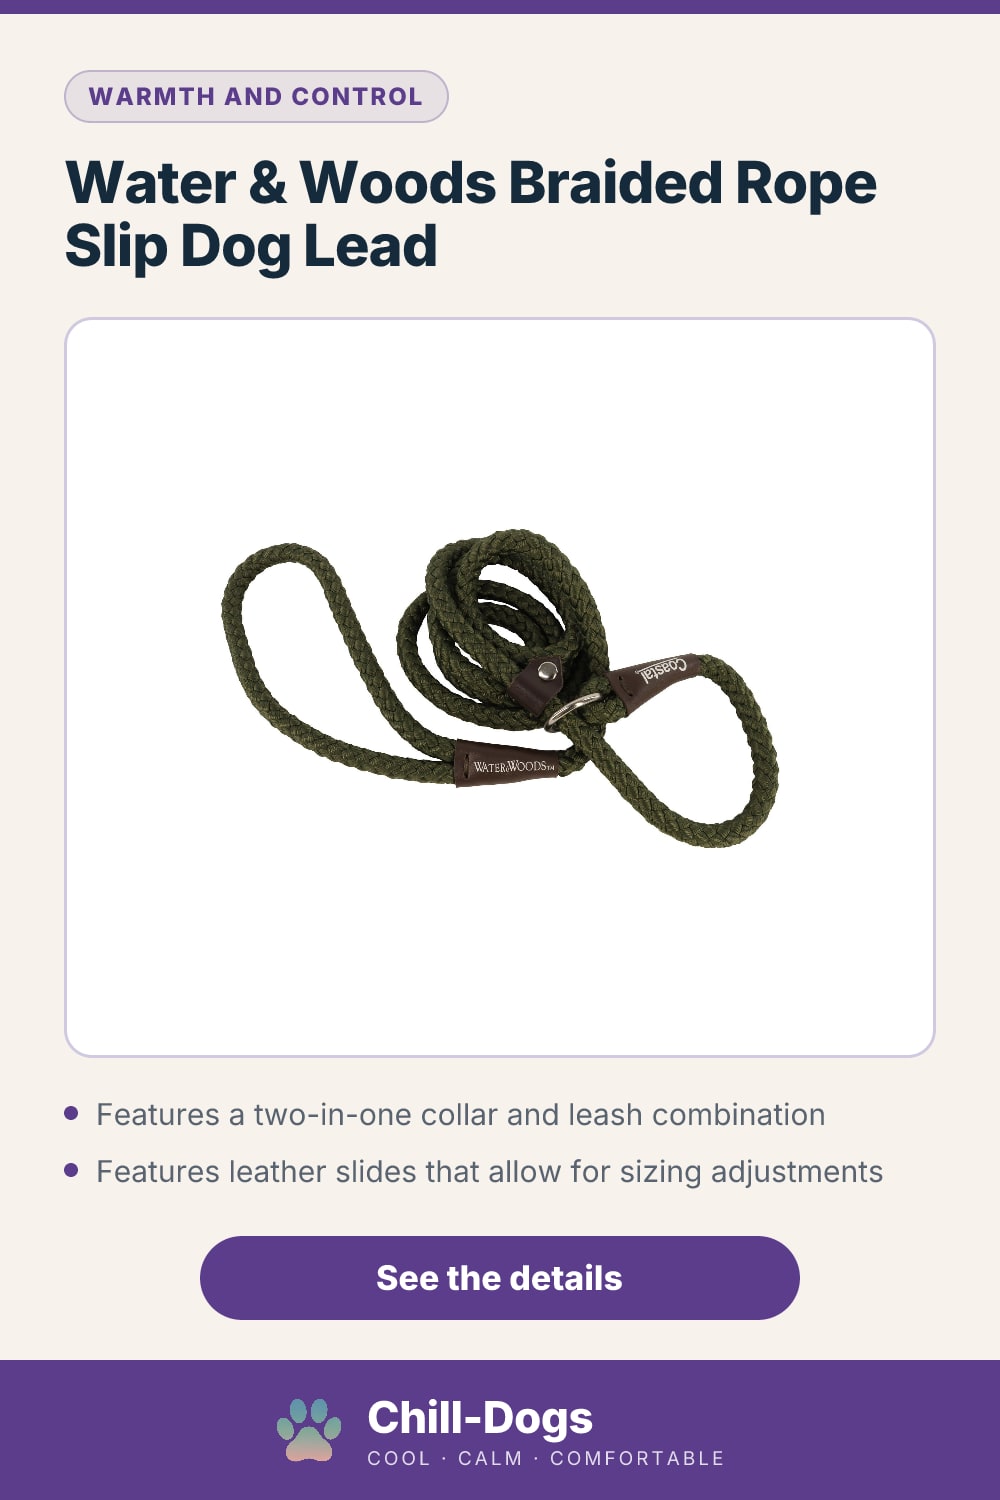 WARMTH AND CONTROL
Water & Woods Braided Rope
Slip Dog Lead
Coastal
WATER & WOODS™
Features a two-in-one collar and leash combination
Features leather slides that allow for sizing adjustments
See the details
Chill-Dogs
COOL · CALM · COMFORTABLE